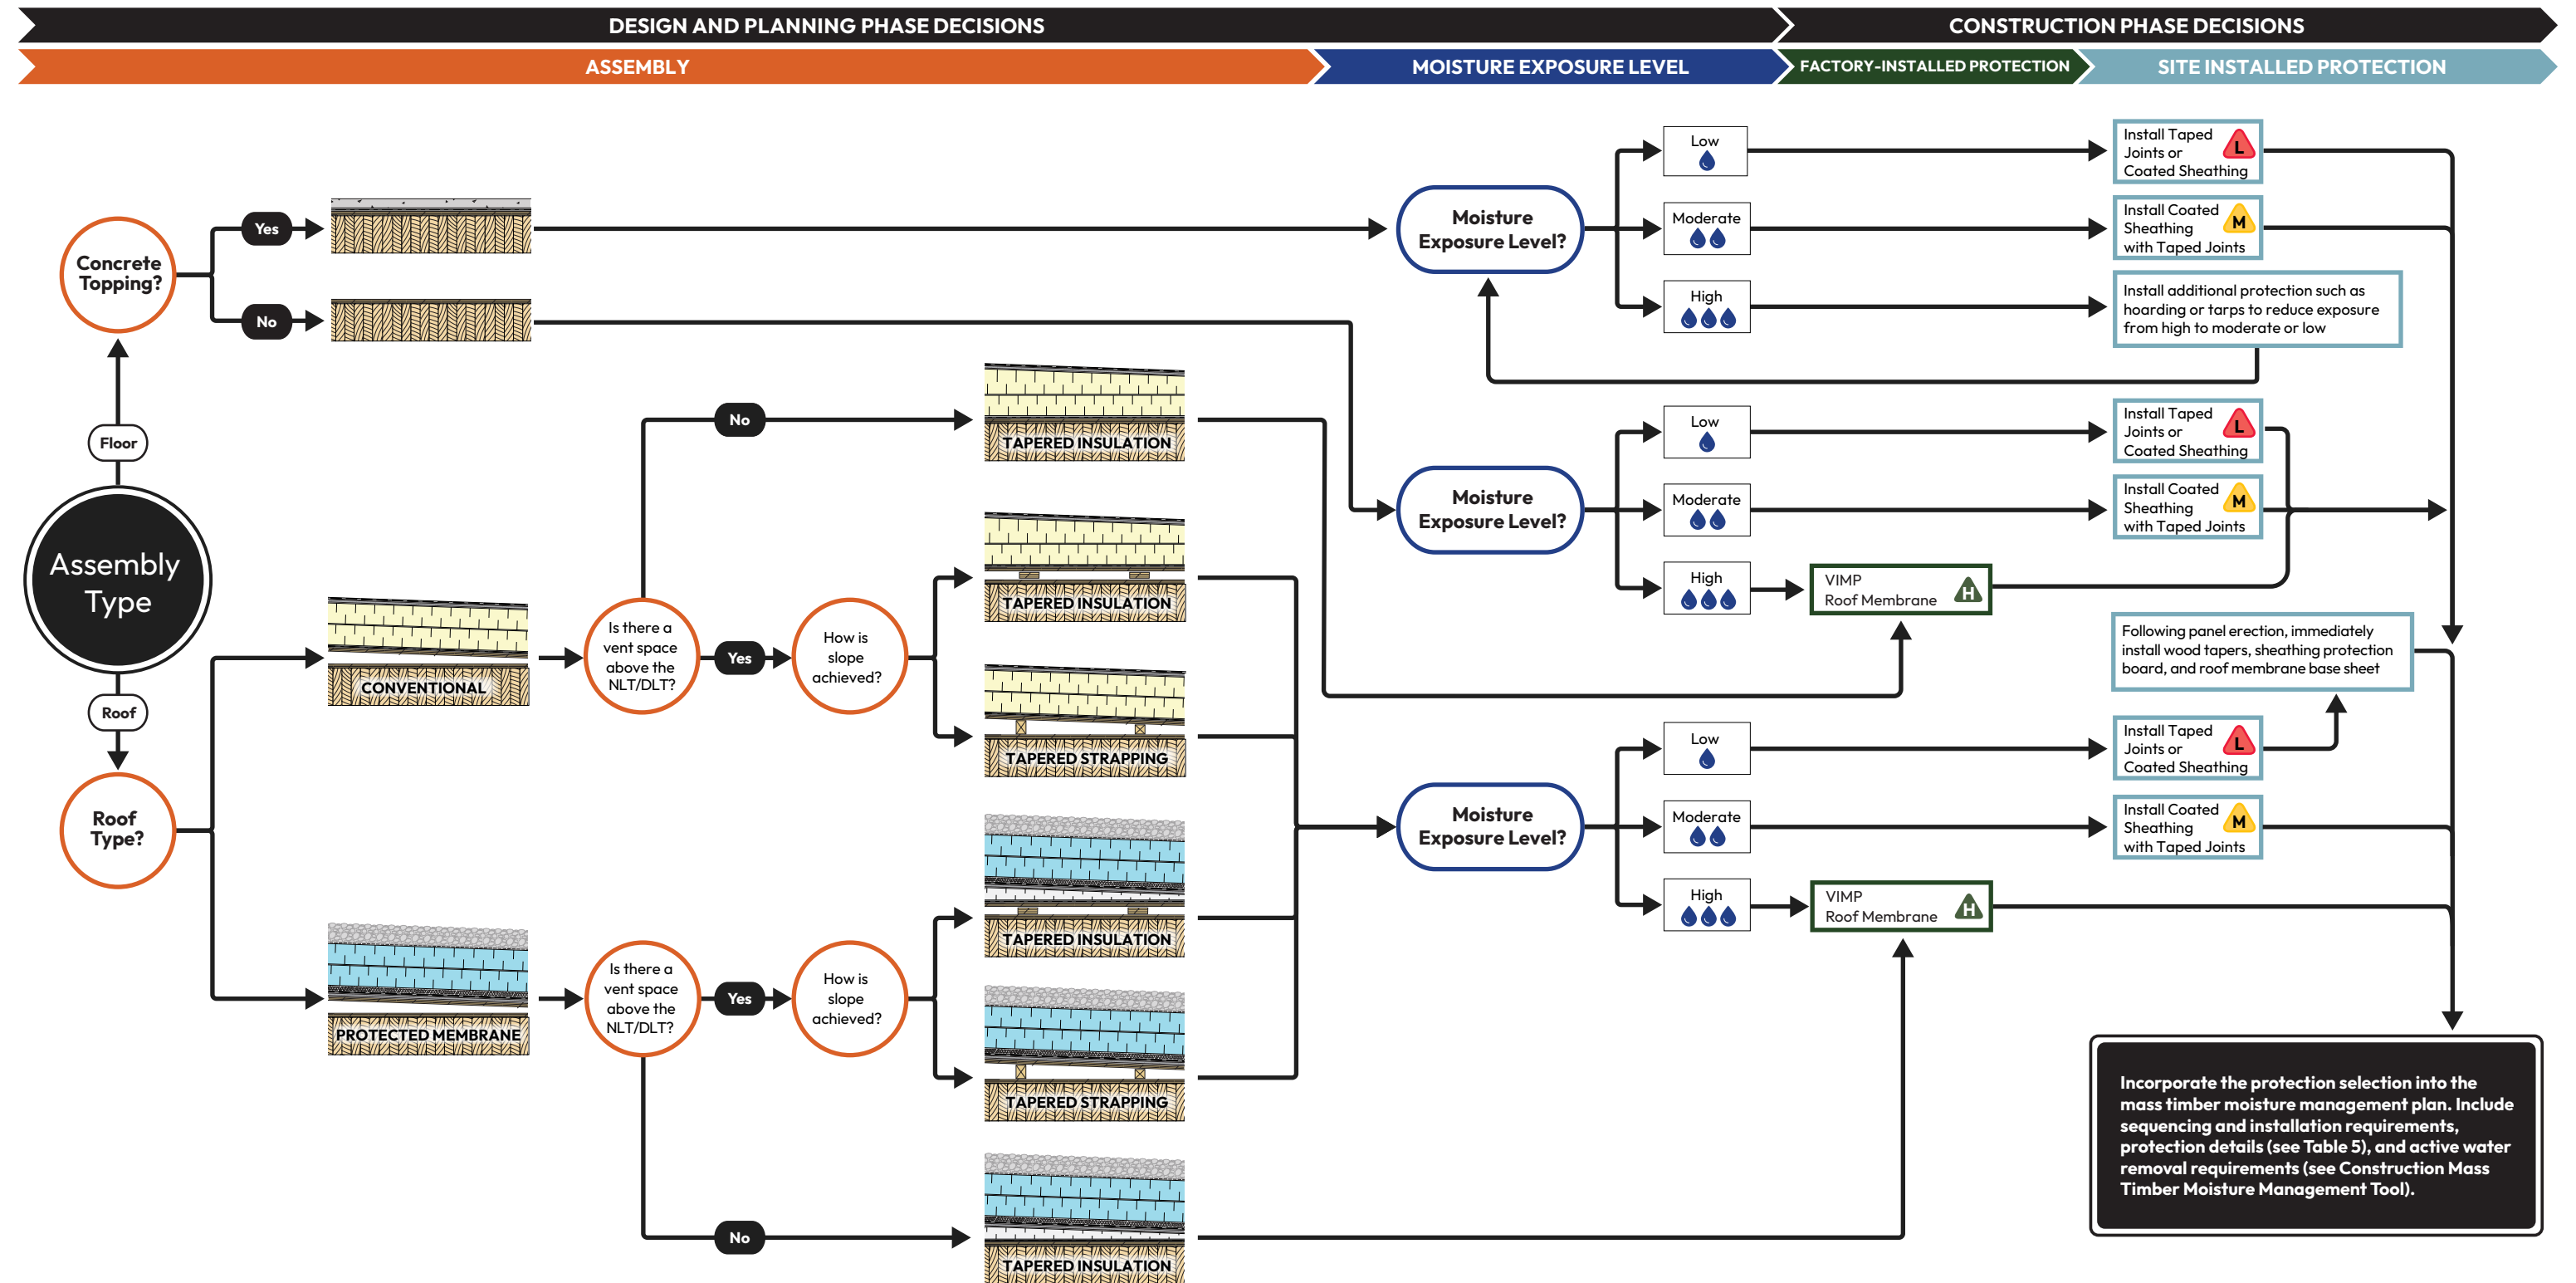 DESIGN AND PLANNING PHASE DECISIONS
CONSTRUCTION PHASE DECISIONS
ASSEMBLY
MOISTURE EXPOSURE LEVEL
FACTORY-INSTALLED PROTECTION
SITE INSTALLED PROTECTION
Assembly
Type
Floor
Concrete
Topping?
Yes
No
Roof
Roof
Type?
CONVENTIONAL
Is there a
vent space
above the
NLT/DLT?
No
TAPERED INSULATION
Yes
How is
slope
achieved?
TAPERED INSULATION
TAPERED STRAPPING
PROTECTED MEMBRANE
Is there a
vent space
above the
NLT/DLT?
Yes
How is
slope
achieved?
TAPERED INSULATION
TAPERED STRAPPING
No
TAPERED INSULATION
Moisture
Exposure Level?
Low
Install Taped
Joints or
Coated Sheathing
L
Moderate
Install Coated
Sheathing
with Taped Joints
M
High
Install additional protection such as
hoarding or tarps to reduce exposure
from high to moderate or low
Moisture
Exposure Level?
Low
Install Taped
Joints or
Coated Sheathing
L
Moderate
Install Coated
Sheathing
with Taped Joints
M
High
VIMP
Roof Membrane
H
Following panel erection, immediately
install wood tapers, sheathing protection
board, and roof membrane base sheet
Moisture
Exposure Level?
Low
Install Taped
Joints or
Coated Sheathing
L
Moderate
Install Coated
Sheathing
with Taped Joints
M
High
VIMP
Roof Membrane
H
Incorporate the protection selection into the
mass timber moisture management plan. Include
sequencing and installation requirements,
protection details (see Table 5), and active water
removal requirements (see Construction Mass
Timber Moisture Management Tool).